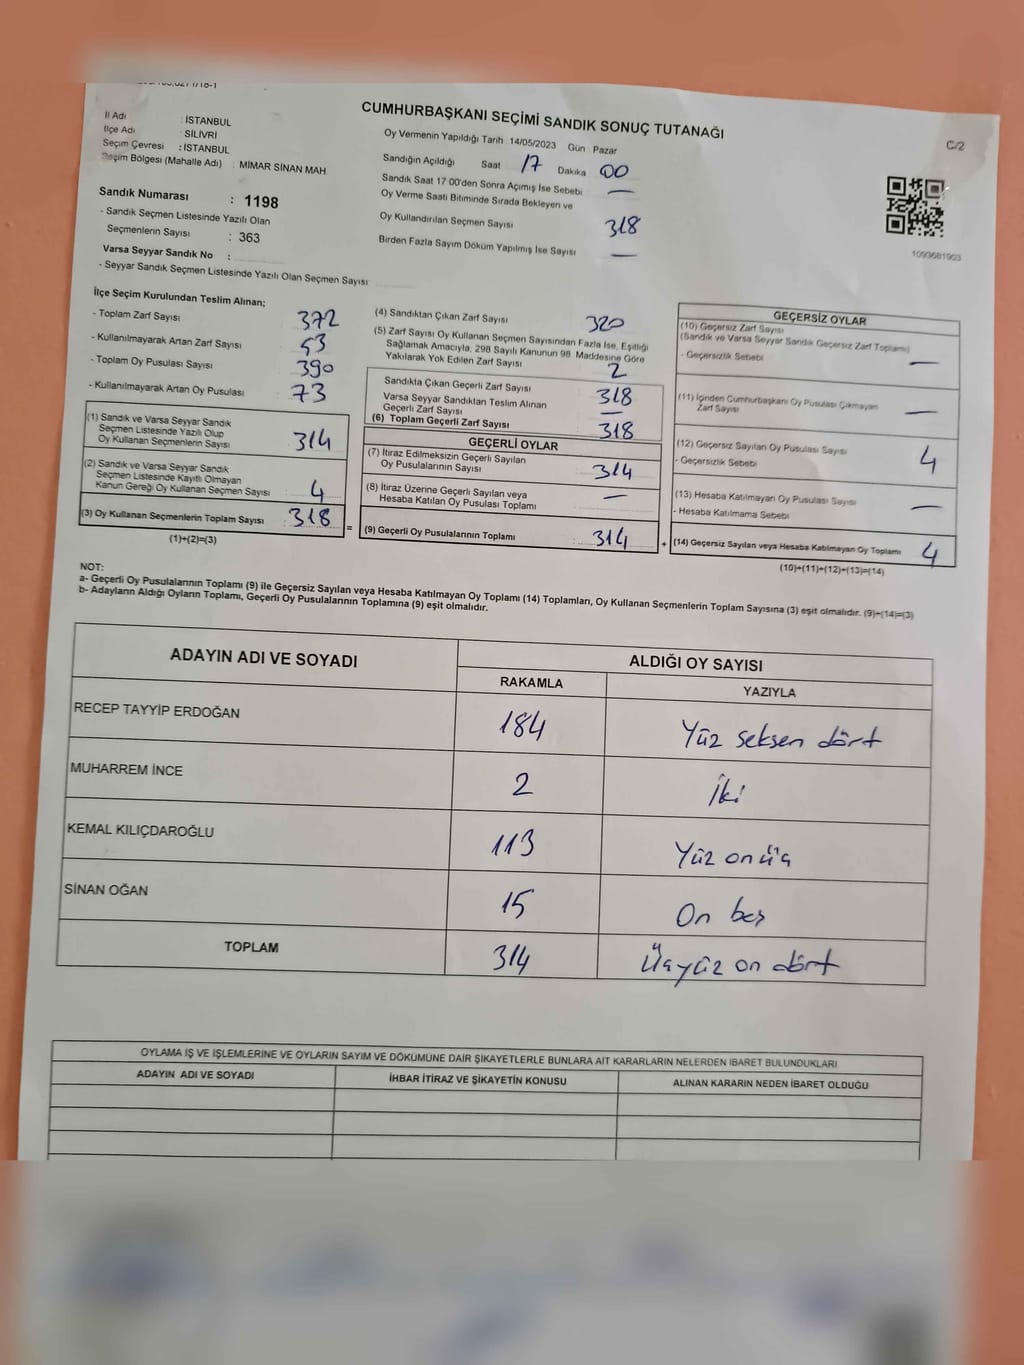 CUMHURBAŞKANI SEÇİMİ SANDIK SONUÇ TUTANAĞI
C/2
İl Adı : İSTANBUL
İlçe Adı : SİLİVRİ
Seçim Çevresi : İSTANBUL
Seçim Bölgesi (Mahalle Adı) : MİMAR SİNAN MAH
Sandık Numarası : 1198
- Sandık Seçmen Listesinde Yazılı Olan
Seçmenlerin Sayısı : 363
Varsa Seyyar Sandık No :
- Seyyar Sandık Seçmen Listesinde Yazılı Olan Seçmen Sayısı :
Oy Vermenin Yapıldığı Tarih : 14/05/2023 Gün : Pazar
Sandığın Açıldığı Saat 17 Dakika 00
Sandık Saat 17 00'den Sonra Açımış İse Sebebi —
Oy Verme Saati Bitiminde Sırada Bekleyen ve
Oy Kullandırılan Seçmen Sayısı 318
Birden Fazla Sayım Döküm Yapılmış İse Sayısı —
1093681903
İlçe Seçim Kurulundan Teslim Alınan;
- Toplam Zarf Sayısı : 372
- Kullanılmayarak Artan Zarf Sayısı : 53
- Toplam Oy Pusulası Sayısı : 390
- Kullanılmayarak Artan Oy Pusulası : 73
(1) Sandık ve Varsa Seyyar Sandık
Seçmen Listesinde Yazılı Olup
Oy Kullanan Seçmenlerin Sayısı : 314
(2) Sandık ve Varsa Seyyar Sandık
Seçmen Listesinde Kayıtlı Olmayan
Kanun Gereği Oy Kullanan Seçmen Sayısı : 4
(3) Oy Kullanan Seçmenlerin Toplam Sayısı : 318 =
(1)+(2)=(3)
(4) Sandıktan Çıkan Zarf Sayısı : 320
(5) Zarf Sayısı Oy Kullanan Seçmen Sayısından Fazla İse, Eşitliği
Sağlamak Amacıyla, 298 Sayılı Kanunun 98. Maddesine Göre
Yakılarak Yok Edilen Zarf Sayısı : 2
Sandıkta Çıkan Geçerli Zarf Sayısı : 318
Varsa Seyyar Sandıktan Teslim Alınan
Geçerli Zarf Sayısı : —
(6) Toplam Geçerli Zarf Sayısı : 318
GEÇERLİ OYLAR
(7) İtiraz Edilmeksizin Geçerli Sayılan
Oy Pusulalarının Sayısı : 314
(8) İtiraz Üzerine Geçerli Sayılan veya
Hesaba Katılan Oy Pusulası Toplamı : —
(9) Geçerli Oy Pusulalarının Toplamı : 314 +
GEÇERSİZ OYLAR
(10) Geçersiz Zarf Sayısı
(Sandık ve Varsa Seyyar Sandık Geçersiz Zarf Toplamı)
- Geçersizlik Sebebi : —
(11) İçinden Cumhurbaşkanı Oy Pusulası Çıkmayan
Zarf Sayısı : —
(12) Geçersiz Sayılan Oy Pusulası Sayısı : 4
- Geçersizlik Sebebi
(13) Hesaba Katılmayan Oy Pusulası Sayısı : —
- Hesaba Katılmama Sebebi
(14) Geçersiz Sayılan veya Hesaba Katılmayan Oy Toplamı : 4
(10)+(11)+(12)+(13)=(14)
NOT:
a- Geçerli Oy Pusulalarının Toplamı (9) ile Geçersiz Sayılan veya Hesaba Katılmayan Oy Toplamı (14) Toplamları, Oy Kullanan Seçmenlerin Toplam Sayısına (3) eşit olmalıdır. (9)+(14)=(3)
b- Adayların Aldığı Oyların Toplamı, Geçerli Oy Pusulalarının Toplamına (9) eşit olmalıdır.
ADAYIN ADI VE SOYADI ALDIĞI OY SAYISI
RAKAMLA YAZIYLA
RECEP TAYYİP ERDOĞAN 184 Yüz seksen dört
MUHARREM İNCE 2 İki
KEMAL KILIÇDAROĞLU 113 Yüz onüç
SİNAN OĞAN 15 On beş
TOPLAM 314 Üçyüz on dört
OYLAMA İŞ VE İŞLEMLERİNE VE OYLARIN SAYIM VE DÖKÜMÜNE DAİR ŞİKAYETLERLE BUNLARA AİT KARARLARIN NELERDEN İBARET BULUNDUKLARI
ADAYIN ADI VE SOYADI İHBAR İTİRAZ VE ŞİKAYETİN KONUSU ALINAN KARARIN NEDEN İBARET OLDUĞU